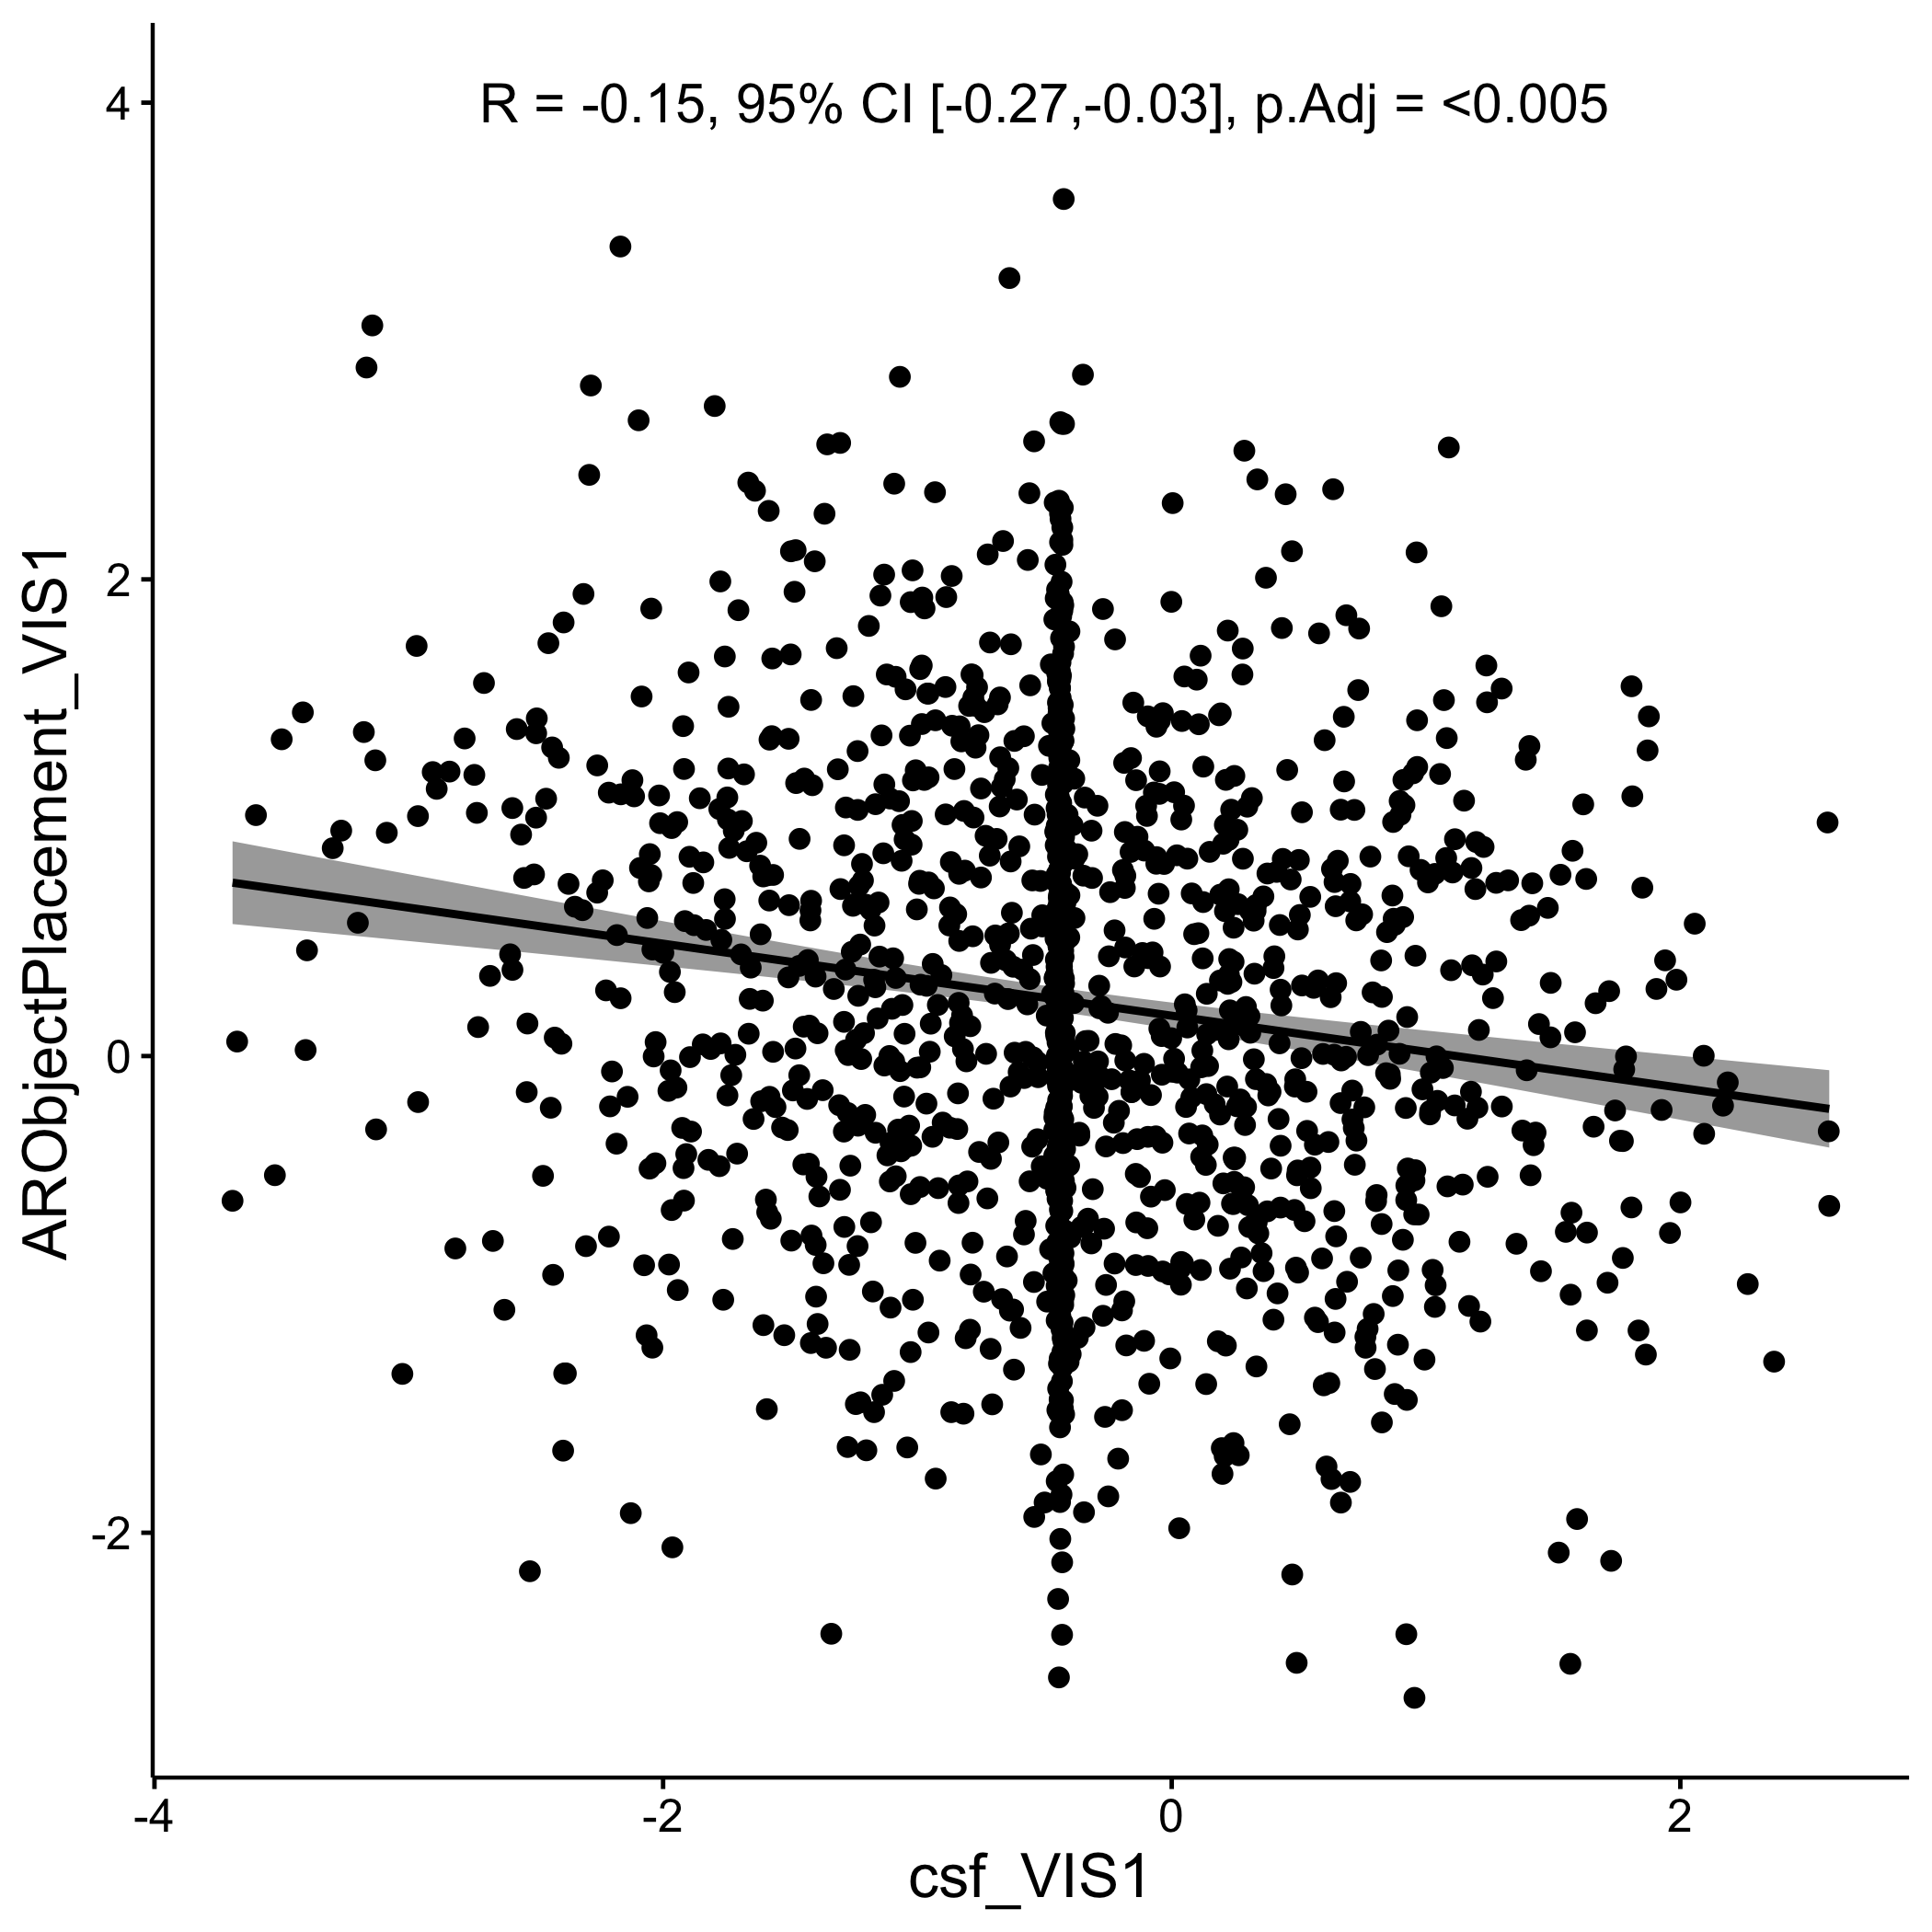 R = -0.15, 95% CI [-0.27,-0.03], p.Adj = <0.005
4
2
0
-2
ARObjectPlacement_VIS1
-4
-2
0
2
csf_VIS1